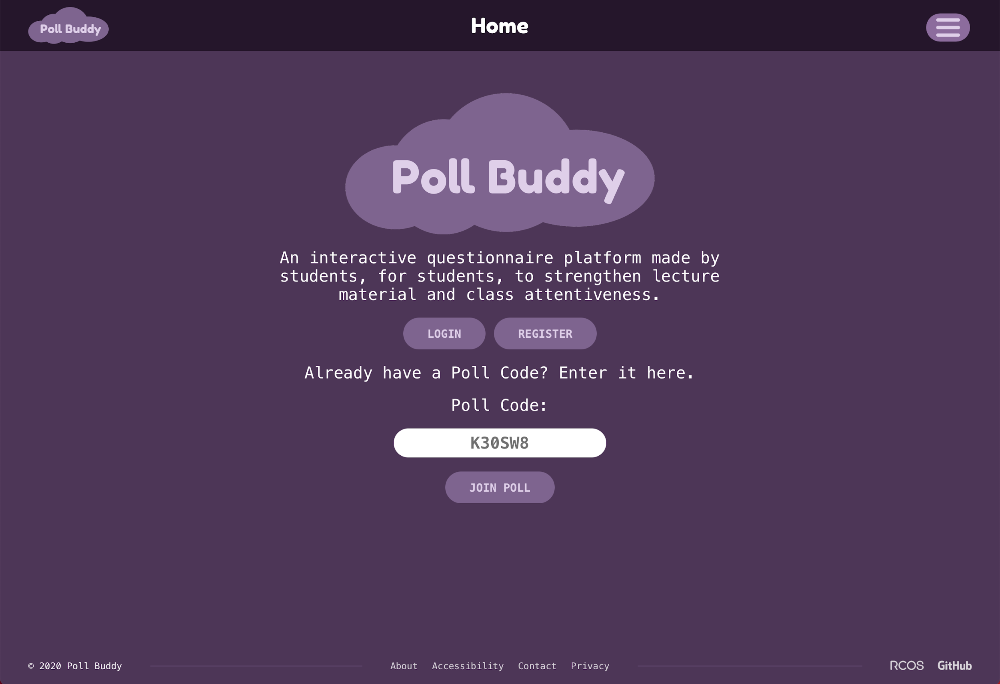 Poll Buddy
Home
Poll Buddy
An interactive questionnaire platform made by
students, for students, to strengthen lecture
material and class attentiveness.
LOGIN REGISTER
Already have a Poll Code? Enter it here.
Poll Code:
K30SW8
JOIN POLL
© 2020 Poll Buddy About Accessibility Contact Privacy RCOS GitHub